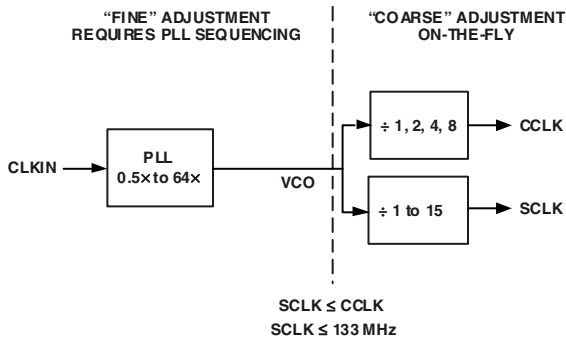 “FINE” ADJUSTMENT
REQUIRES PLL SEQUENCING
“COARSE” ADJUSTMENT
ON-THE-FLY
CLKIN
PLL
0.5× to 64×
VCO
÷ 1, 2, 4, 8
CCLK
÷ 1 to 15
SCLK
SCLK ≤ CCLK
SCLK ≤ 133 MHz